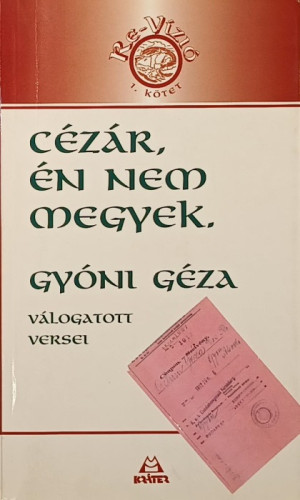 Re-Vízió
1. kötet
CÉZÁR,
ÉN NEM
MEGYEK.
GYÓNI GÉZA
VÁLOGATOTT
VERSEI
KRÁTER